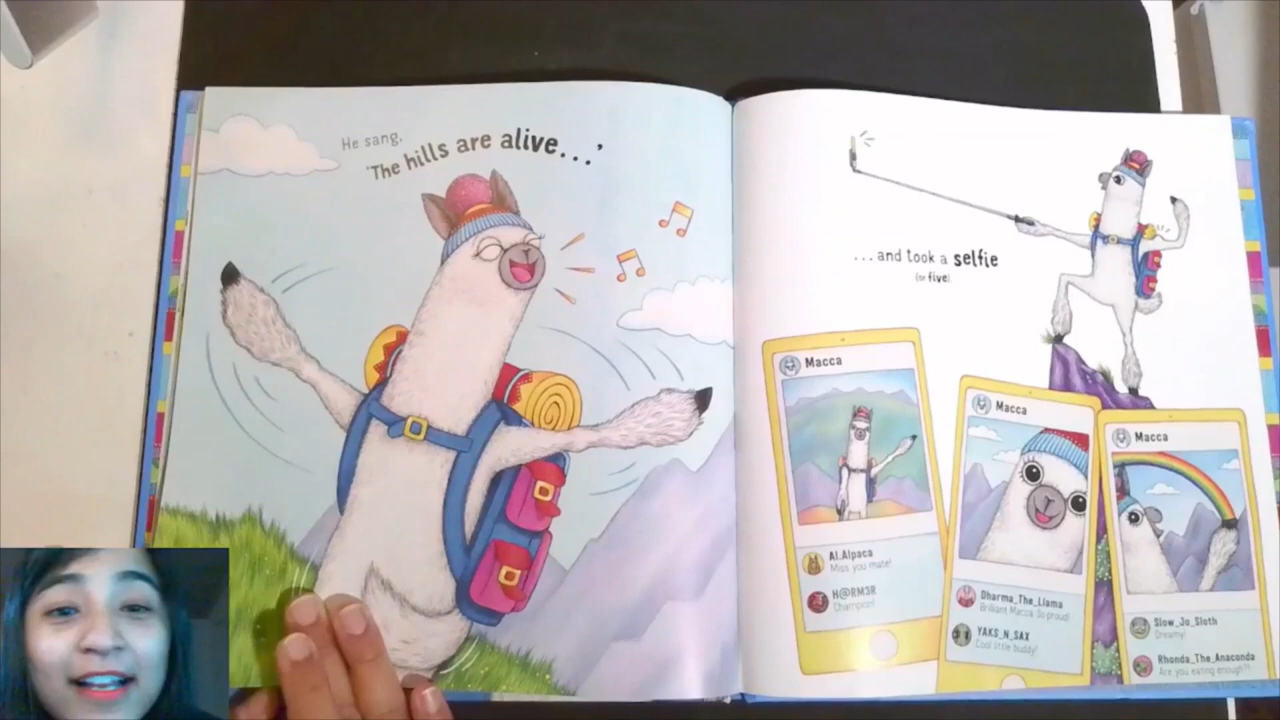 He sang,
'The hills are alive...'
...and took a selfie
(or five).
Macca
Al.Alpaca
Miss you mate!
H@RM3R
Champion!
Macca
Dharma_The_Llama
Brilliant Macca. So proud!
YAKS_N_SAX
Cool little buddy!
Macca
Slow_Jo_Sloth
Dreamy!
Rhonda_The_Anaconda
Are you eating enough?!